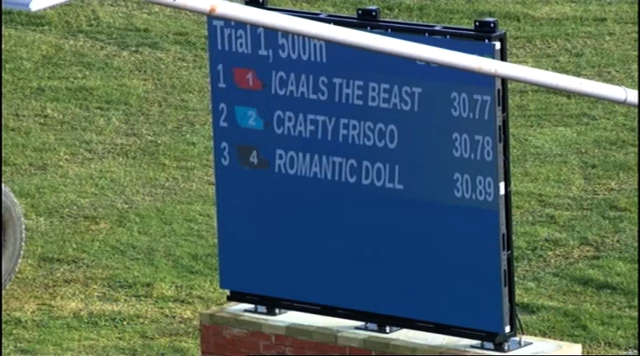 Trial 1, 500m
1 1 ICAALS THE BEAST 30.77
2 2 CRAFTY FRISCO 30.78
3 4 ROMANTIC DOLL 30.89